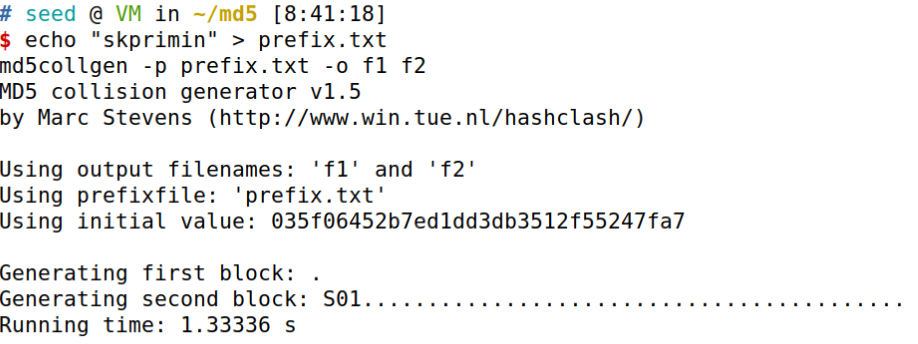 # seed @ VM in ~/md5 [8:41:18]
$ echo "skprimin" > prefix.txt
md5collgen -p prefix.txt -o f1 f2
MD5 collision generator v1.5
by Marc Stevens (http://www.win.tue.nl/hashclash/)
Using output filenames: 'f1' and 'f2'
Using prefixfile: 'prefix.txt'
Using initial value: 035f06452b7ed1dd3db3512f55247fa7
Generating first block: .
Generating second block: S01..........................................
Running time: 1.33336 s